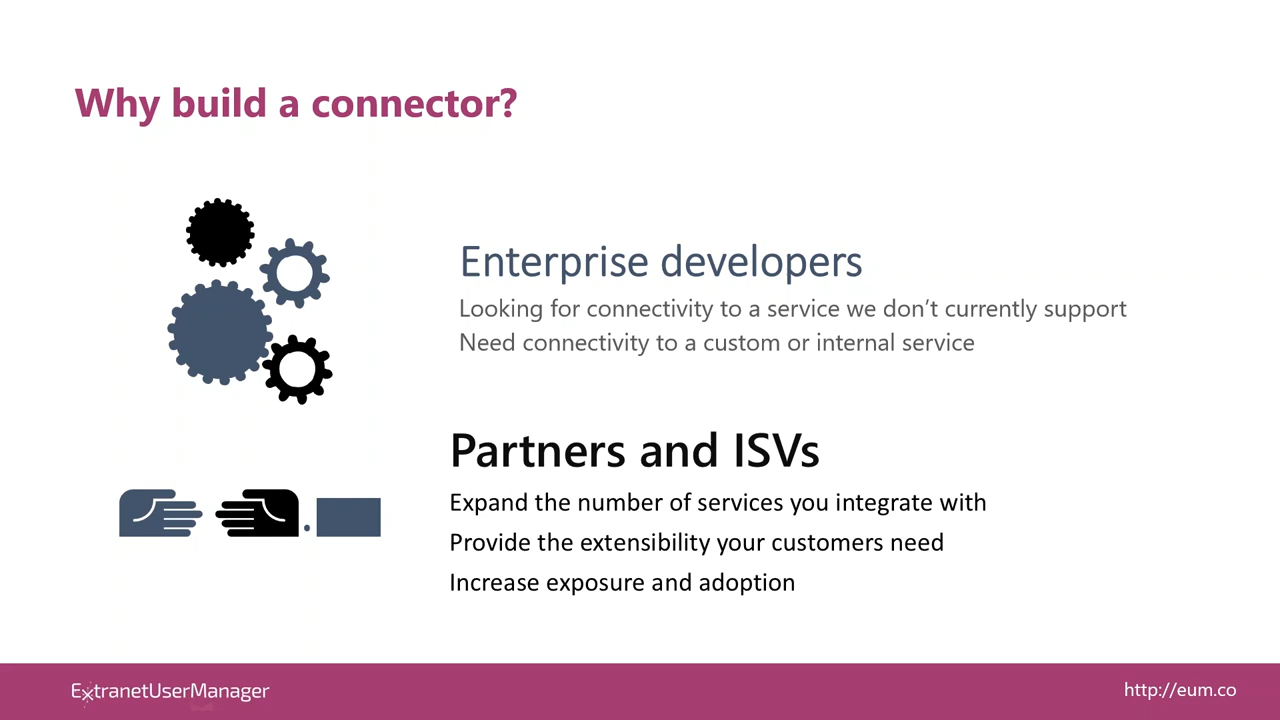 Why build a connector?
Enterprise developers
Looking for connectivity to a service we don’t currently support
Need connectivity to a custom or internal service
Partners and ISVs
Expand the number of services you integrate with
Provide the extensibility your customers need
Increase exposure and adoption
ExtranetUserManager
http://eum.co